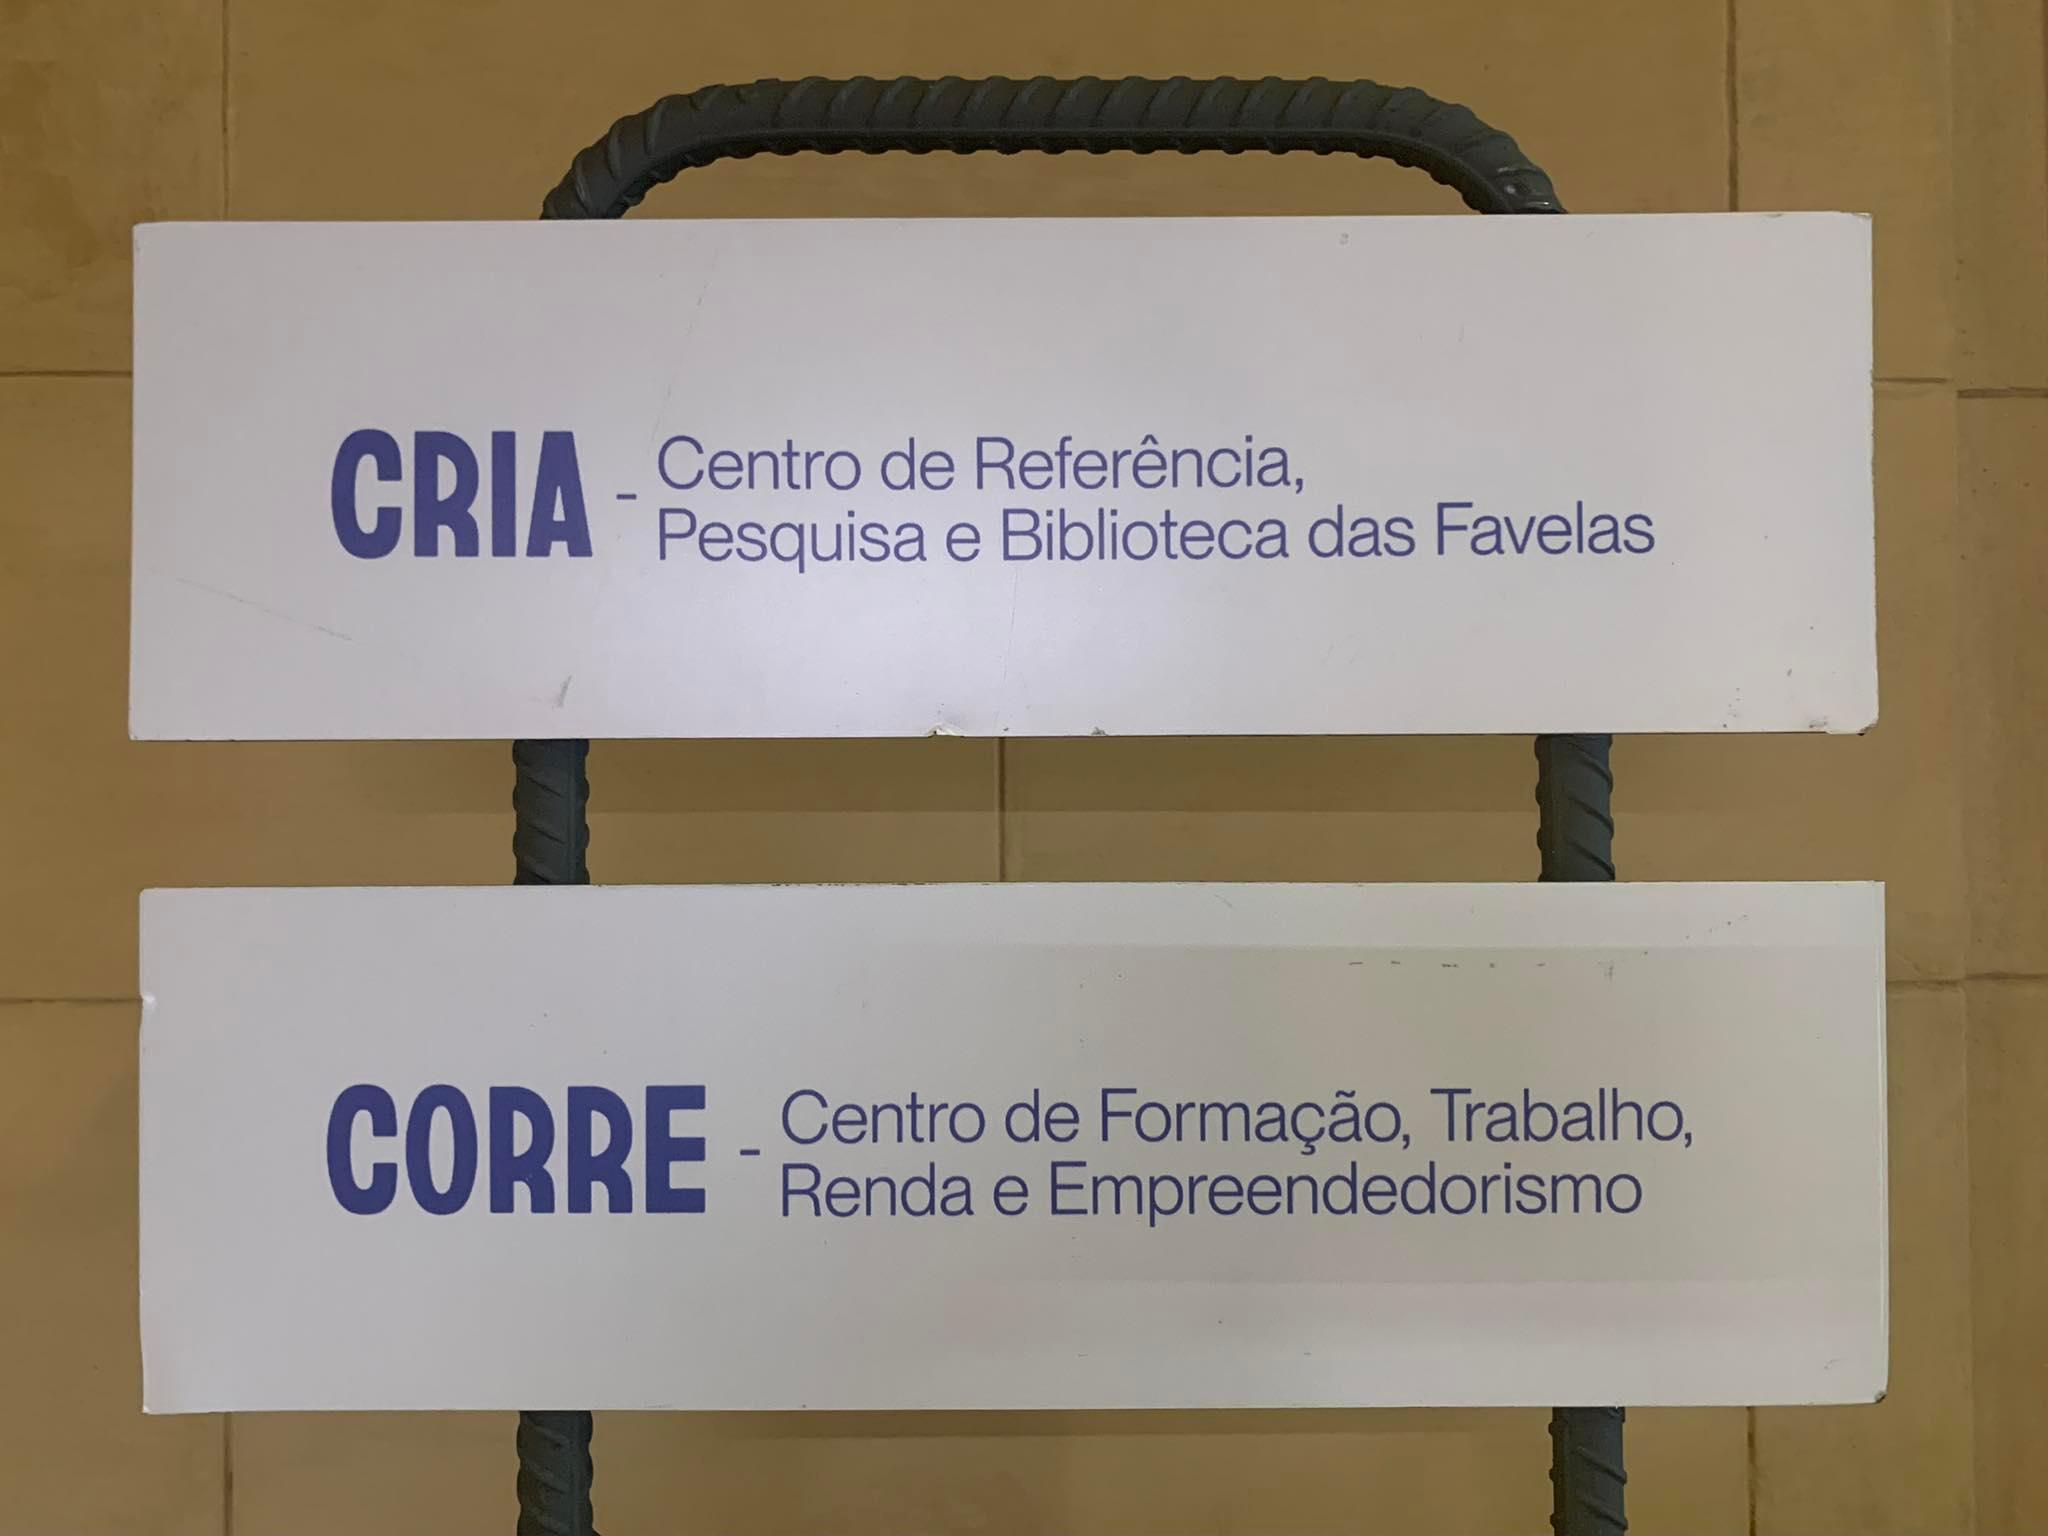 CRIA - Centro de Referência,
Pesquisa e Biblioteca das Favelas
CORRE - Centro de Formação, Trabalho,
Renda e Empreendedorismo